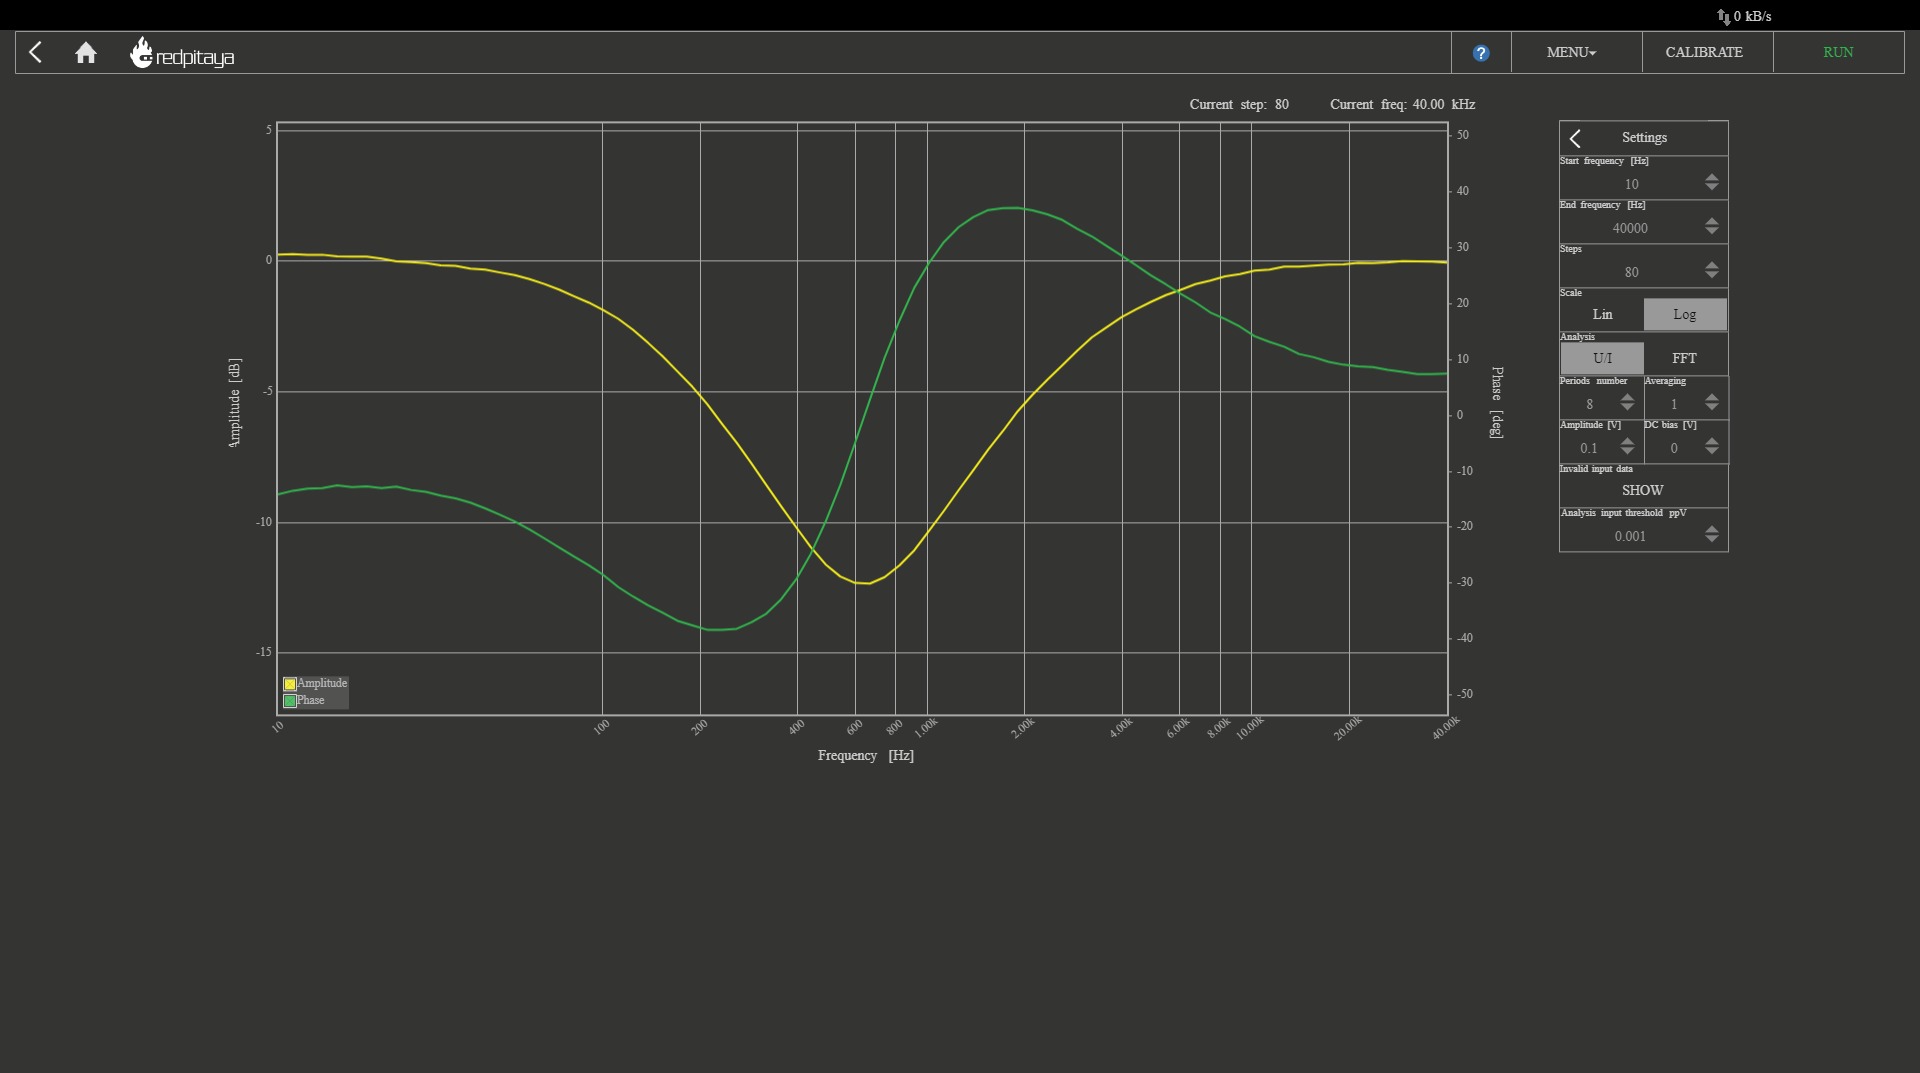 0 kB/s
redpitaya
?
MENU
CALIBRATE
RUN
Current step: 80
Current freq: 40.00 kHz
5
0
-5
-10
-15
Amplitude [dB]
50
40
30
20
10
0
-10
-20
-30
-40
-50
Phase [deg]
Amplitude
Phase
10
100
200
400
600
800
1.00k
2.00k
4.00k
6.00k
8.00k
10.00k
20.00k
40.00k
Frequency [Hz]
Settings
Start frequency [Hz]
10
End frequency [Hz]
40000
Steps
80
Scale
Lin Log
Analysis
U/I FFT
Periods number Averaging
8 1
Amplitude [V] DC bias [V]
0.1 0
Invalid input data
SHOW
Analysis input threshold ppV
0.001